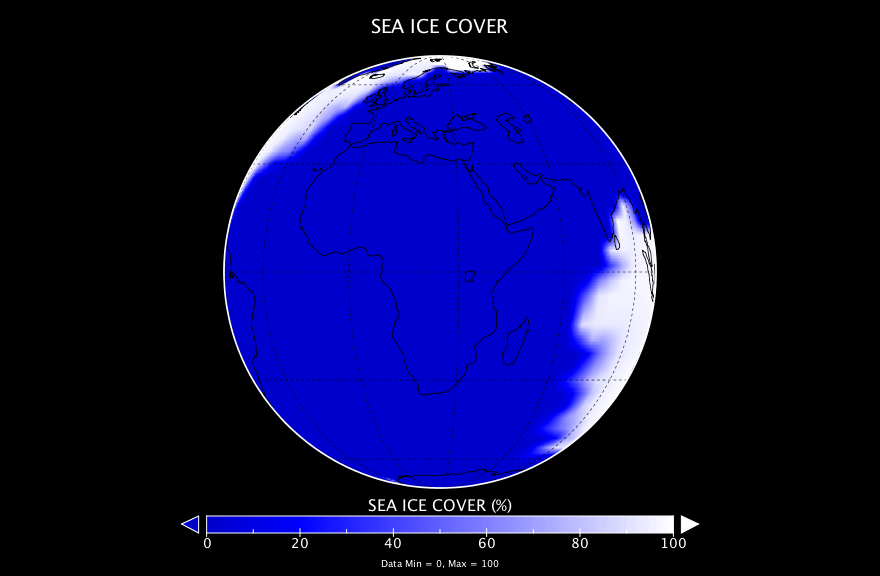 SEA ICE COVER
SEA ICE COVER (%)
0 20 40 60 80 100
Data Min = 0, Max = 100